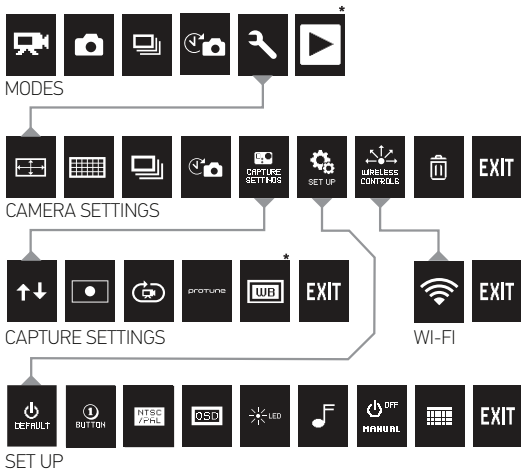 *
MODES
CAPTURE
SETTINGS
SET UP
WIRELESS
CONTROLS
EXIT
CAMERA SETTINGS
*
protune
WB
EXIT
EXIT
CAPTURE SETTINGS
WI-FI
DEFAULT
1
BUTTON
NTSC
/PAL
OSD
LED
OFF
MANUAL
EXIT
SET UP